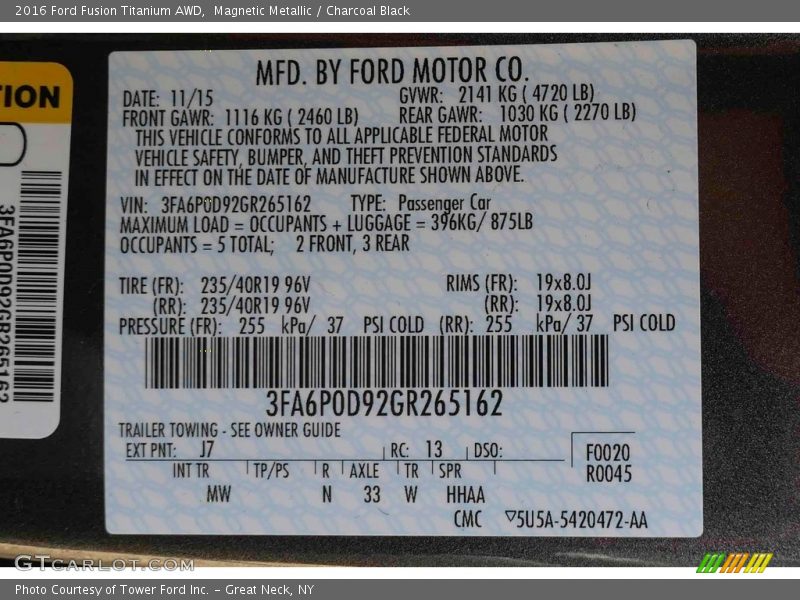 2016 Ford Fusion Titanium AWD,  Magnetic Metallic / Charcoal Black
TION
3FA6P0D92GR265162
MFD. BY FORD MOTOR CO.
DATE: 11/15 GVWR: 2141 KG ( 4720 LB)
FRONT GAWR: 1116 KG ( 2460 LB) REAR GAWR: 1030 KG ( 2270 LB)
THIS VEHICLE CONFORMS TO ALL APPLICABLE FEDERAL MOTOR
VEHICLE SAFETY, BUMPER, AND THEFT PREVENTION STANDARDS
IN EFFECT ON THE DATE OF MANUFACTURE SHOWN ABOVE.
VIN: 3FA6P0D92GR265162 TYPE: Passenger Car
MAXIMUM LOAD = OCCUPANTS + LUGGAGE = 396KG/ 875LB
OCCUPANTS = 5 TOTAL; 2 FRONT, 3 REAR
TIRE (FR): 235/40R19 96V RIMS (FR): 19x8.0J
(RR): 235/40R19 96V (RR): 19x8.0J
PRESSURE (FR): 255 kPa/ 37 PSI COLD (RR): 255 kPa/ 37 PSI COLD
3FA6P0D92GR265162
TRAILER TOWING - SEE OWNER GUIDE
EXT PNT: J7 RC: 13 DSO: F0020
INT TR TP/PS R AXLE TR SPR R0045
MW N 33 W HHAA
CMC ▽5U5A-5420472-AA
GTCARLOT.COM
Photo Courtesy of Tower Ford Inc. – Great Neck, NY